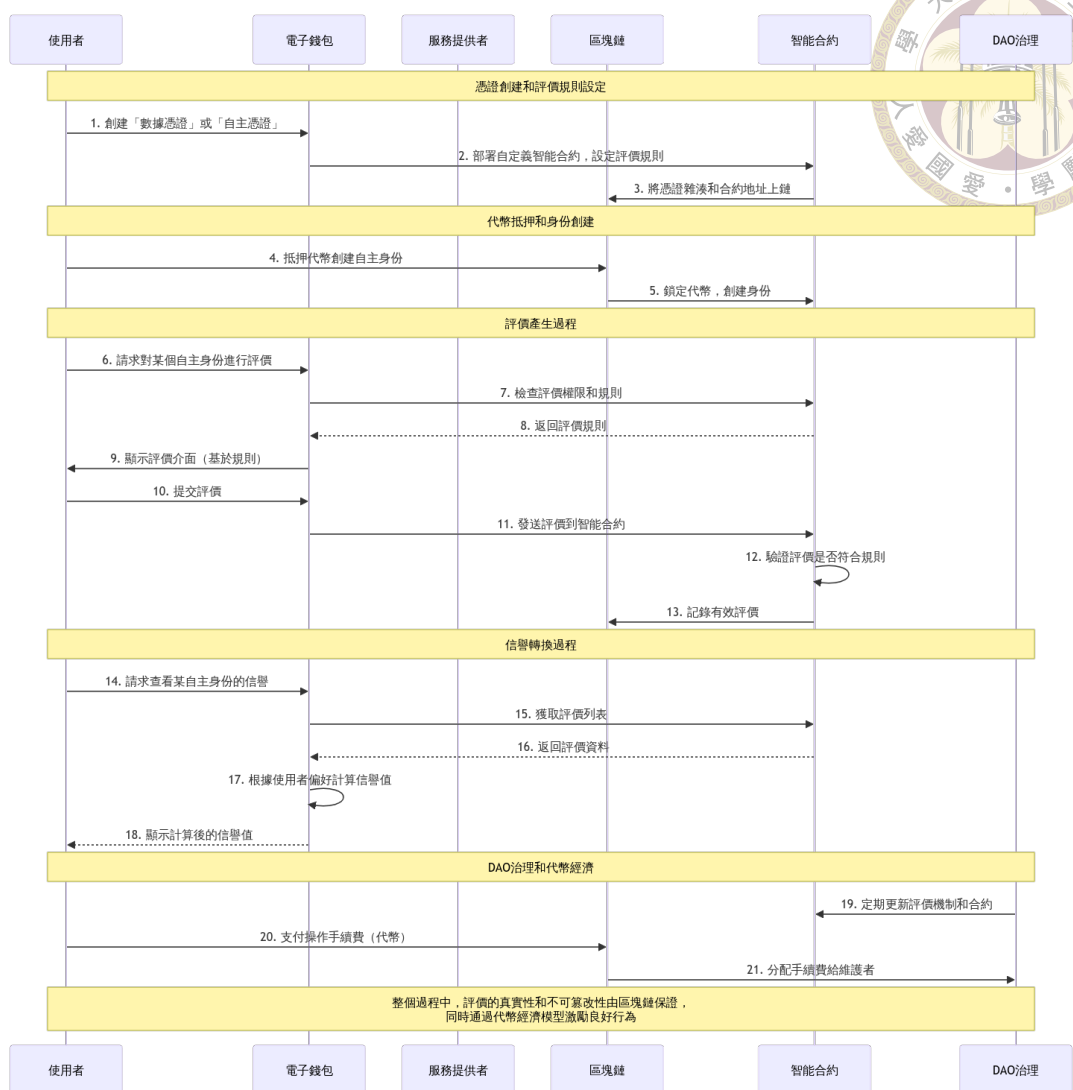 使用者
電子錢包
服務提供者
區塊鏈
智能合約
DAO治理
憑證創建和評價規則設定
1. 創建「數據憑證」或「自主憑證」
2. 部署自定義智能合約，設定評價規則
3. 將憑證雜湊和合約地址上鏈
代幣抵押和身份創建
4. 抵押代幣創建自主身份
5. 鎖定代幣，創建身份
評價產生過程
6. 請求對某個自主身份進行評價
7. 檢查評價權限和規則
8. 返回評價規則
9. 顯示評價介面（基於規則）
10. 提交評價
11. 發送評價到智能合約
12. 驗證評價是否符合規則
13. 記錄有效評價
信譽轉換過程
14. 請求查看某自主身份的信譽
15. 獲取評價列表
16. 返回評價資料
17. 根據使用者偏好計算信譽值
18. 顯示計算後的信譽值
DAO治理和代幣經濟
19. 定期更新評價機制和合約
20. 支付操作手續費（代幣）
21. 分配手續費給維護者
整個過程中，評價的真實性和不可篡改性由區塊鏈保證，
同時通過代幣經濟模型激勵良好行為
使用者
電子錢包
服務提供者
區塊鏈
智能合約
DAO治理
學
人愛國愛・學